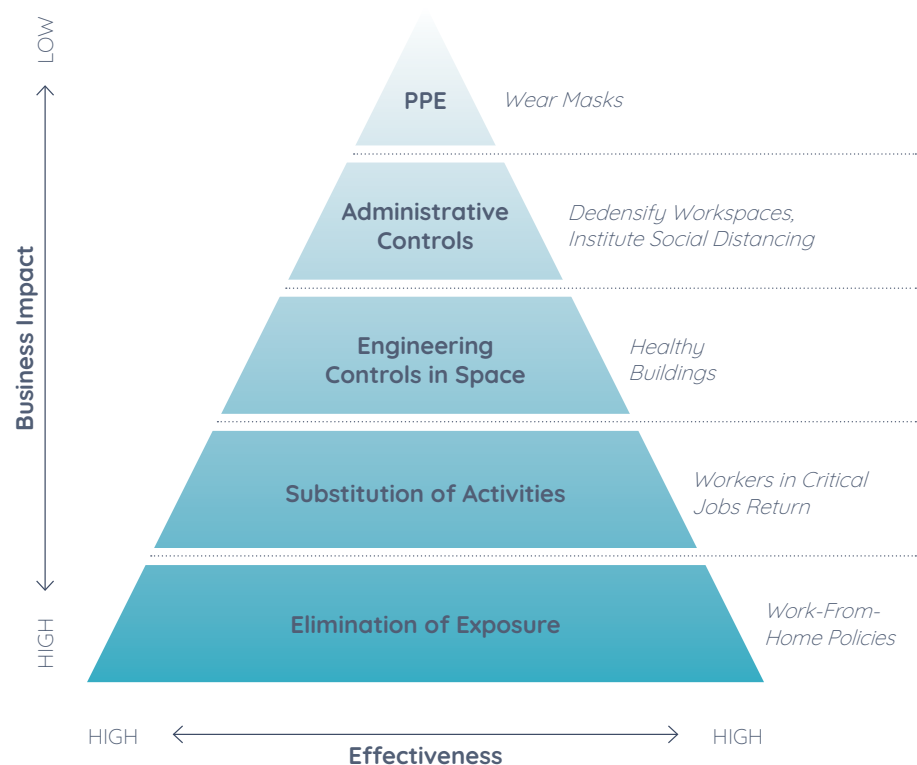 LOW
PPE
Wear Masks
Administrative
Controls
Dedensify Workspaces,
Institute Social Distancing
Business Impact
Engineering
Controls in Space
Healthy
Buildings
Substitution of Activities
Workers in Critical
Jobs Return
Elimination of Exposure
Work-From-
Home Policies
HIGH
HIGH
Effectiveness
HIGH